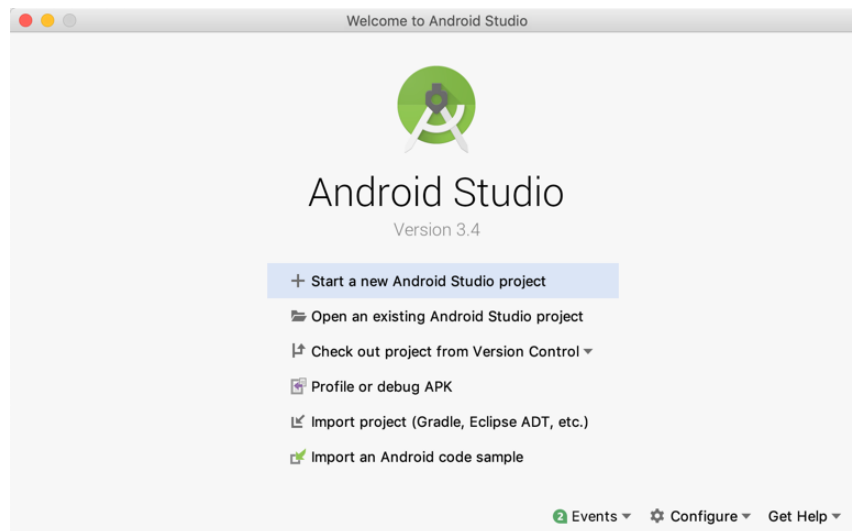 Welcome to Android Studio
Android Studio
Version 3.4
Start a new Android Studio project
Open an existing Android Studio project
Check out project from Version Control
Profile or debug APK
Import project (Gradle, Eclipse ADT, etc.)
Import an Android code sample
2 Events Configure Get Help